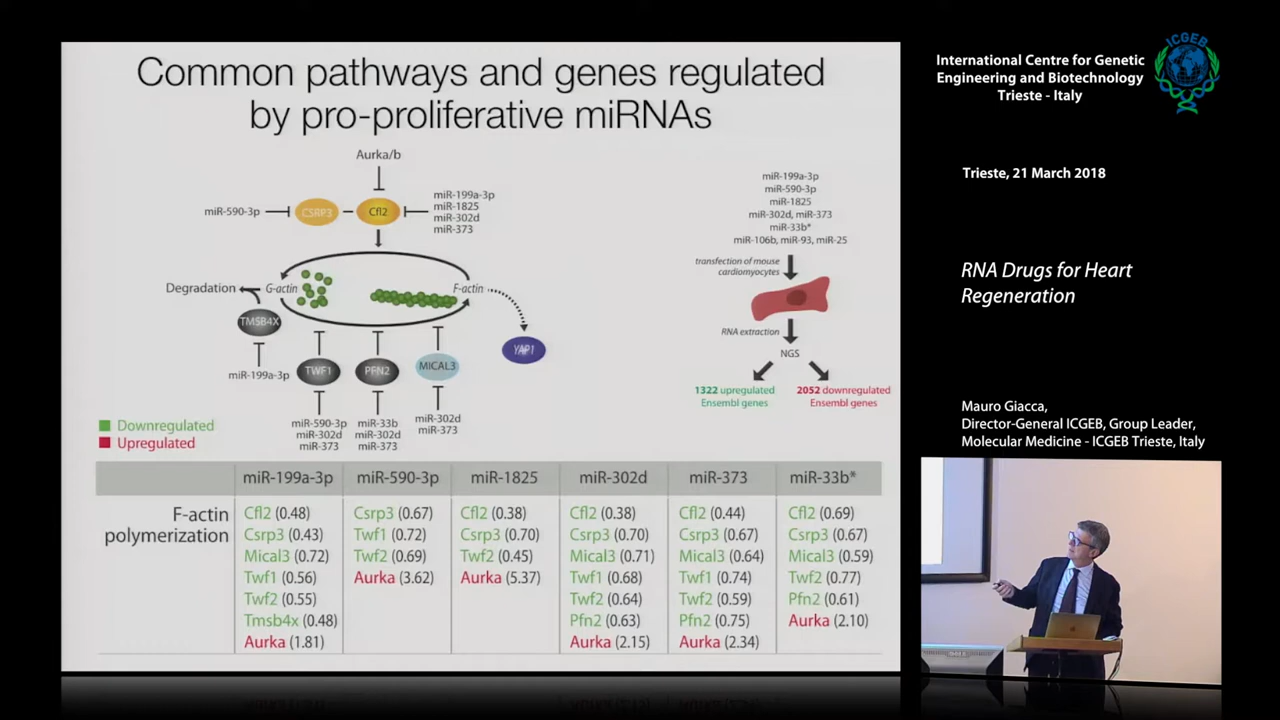 Common pathways and genes regulated
by pro-proliferative miRNAs
Aurka/b
miR-590-3p
CSRP3
Cfl2
miR-199a-3p
miR-1825
miR-302d
miR-373
Degradation
G-actin
F-actin
TMSB4X
YAP1
miR-199a-3p
TWF1
PFN2
MICAL3
miR-590-3p
miR-302d
miR-373
miR-33b
miR-302d
miR-373
miR-302d
miR-373
Downregulated
Upregulated
miR-199a-3p
miR-590-3p
miR-1825
miR-302d, miR-373
miR-33b*
miR-106b, miR-93, miR-25
transfection of mouse
cardiomyocytes
RNA extraction
NGS
1322 upregulated
Ensembl genes
2052 downregulated
Ensembl genes
miR-199a-3p miR-590-3p miR-1825 miR-302d miR-373 miR-33b*
F-actin
polymerization
Cfl2 (0.48) Csrp3 (0.67) Cfl2 (0.38) Cfl2 (0.38) Cfl2 (0.44) Cfl2 (0.69)
Csrp3 (0.43) Twf1 (0.72) Csrp3 (0.70) Csrp3 (0.70) Csrp3 (0.67) Csrp3 (0.67)
Mical3 (0.72) Twf2 (0.69) Twf2 (0.45) Mical3 (0.71) Mical3 (0.64) Mical3 (0.59)
Twf1 (0.56) Aurka (3.62) Aurka (5.37) Twf1 (0.68) Twf1 (0.74) Twf2 (0.77)
Twf2 (0.55) Twf2 (0.64) Twf2 (0.59) Pfn2 (0.61)
Tmsb4x (0.48) Pfn2 (0.63) Pfn2 (0.75) Aurka (2.10)
Aurka (1.81) Aurka (2.15) Aurka (2.34)
International Centre for Genetic
Engineering and Biotechnology
Trieste - Italy
ICGEB
Trieste, 21 March 2018
RNA Drugs for Heart
Regeneration
Mauro Giacca,
Director-General ICGEB, Group Leader,
Molecular Medicine - ICGEB Trieste, Italy